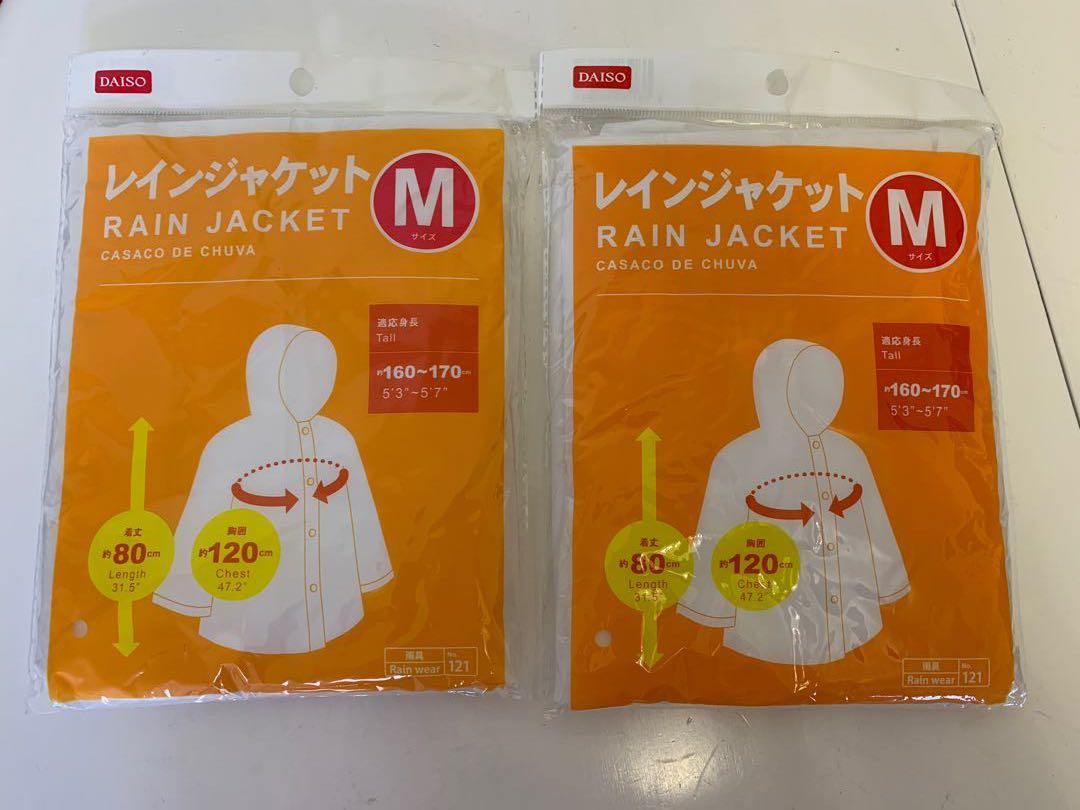 DAISO
レインジャケット
RAIN JACKET
CASACO DE CHUVA
M
サイズ
適応身長
Tall
約160~170cm
5'3"~5'7"
着丈
約80cm
Length
31.5"
胸囲
約120cm
Chest
47.2"
雨具
Rain wear
No.
121
DAISO
レインジャケット
RAIN JACKET
CASACO DE CHUVA
M
サイズ
適応身長
Tall
約160~170cm
5'3"~5'7"
着丈
約80cm
Length
31.5"
胸囲
約120cm
Chest
47.2"
雨具
Rain wear
No.
121